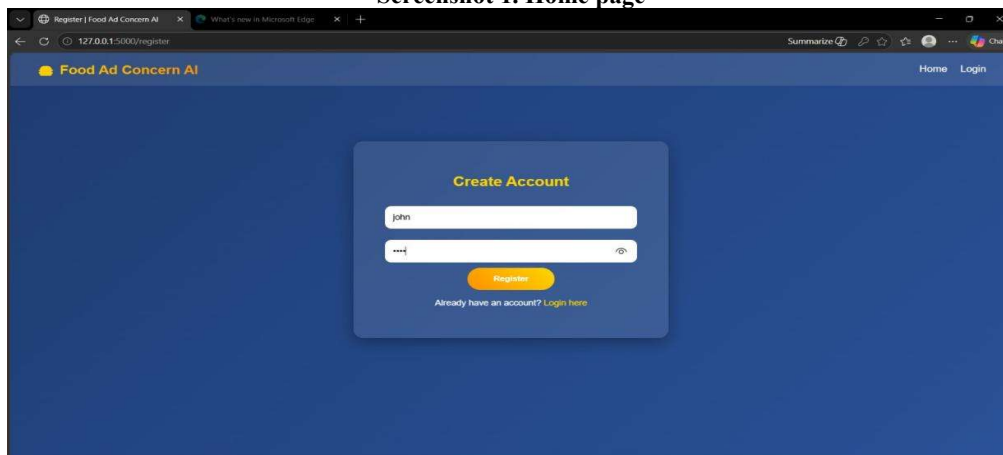 Screenshot 1. Home page
Register | Food Ad Concern AI
What's new in Microsoft Edge
127.0.0.1:5000/register
Summarize
Food Ad Concern AI
Home Login
Create Account
john
••••
Register
Already have an account? Login here